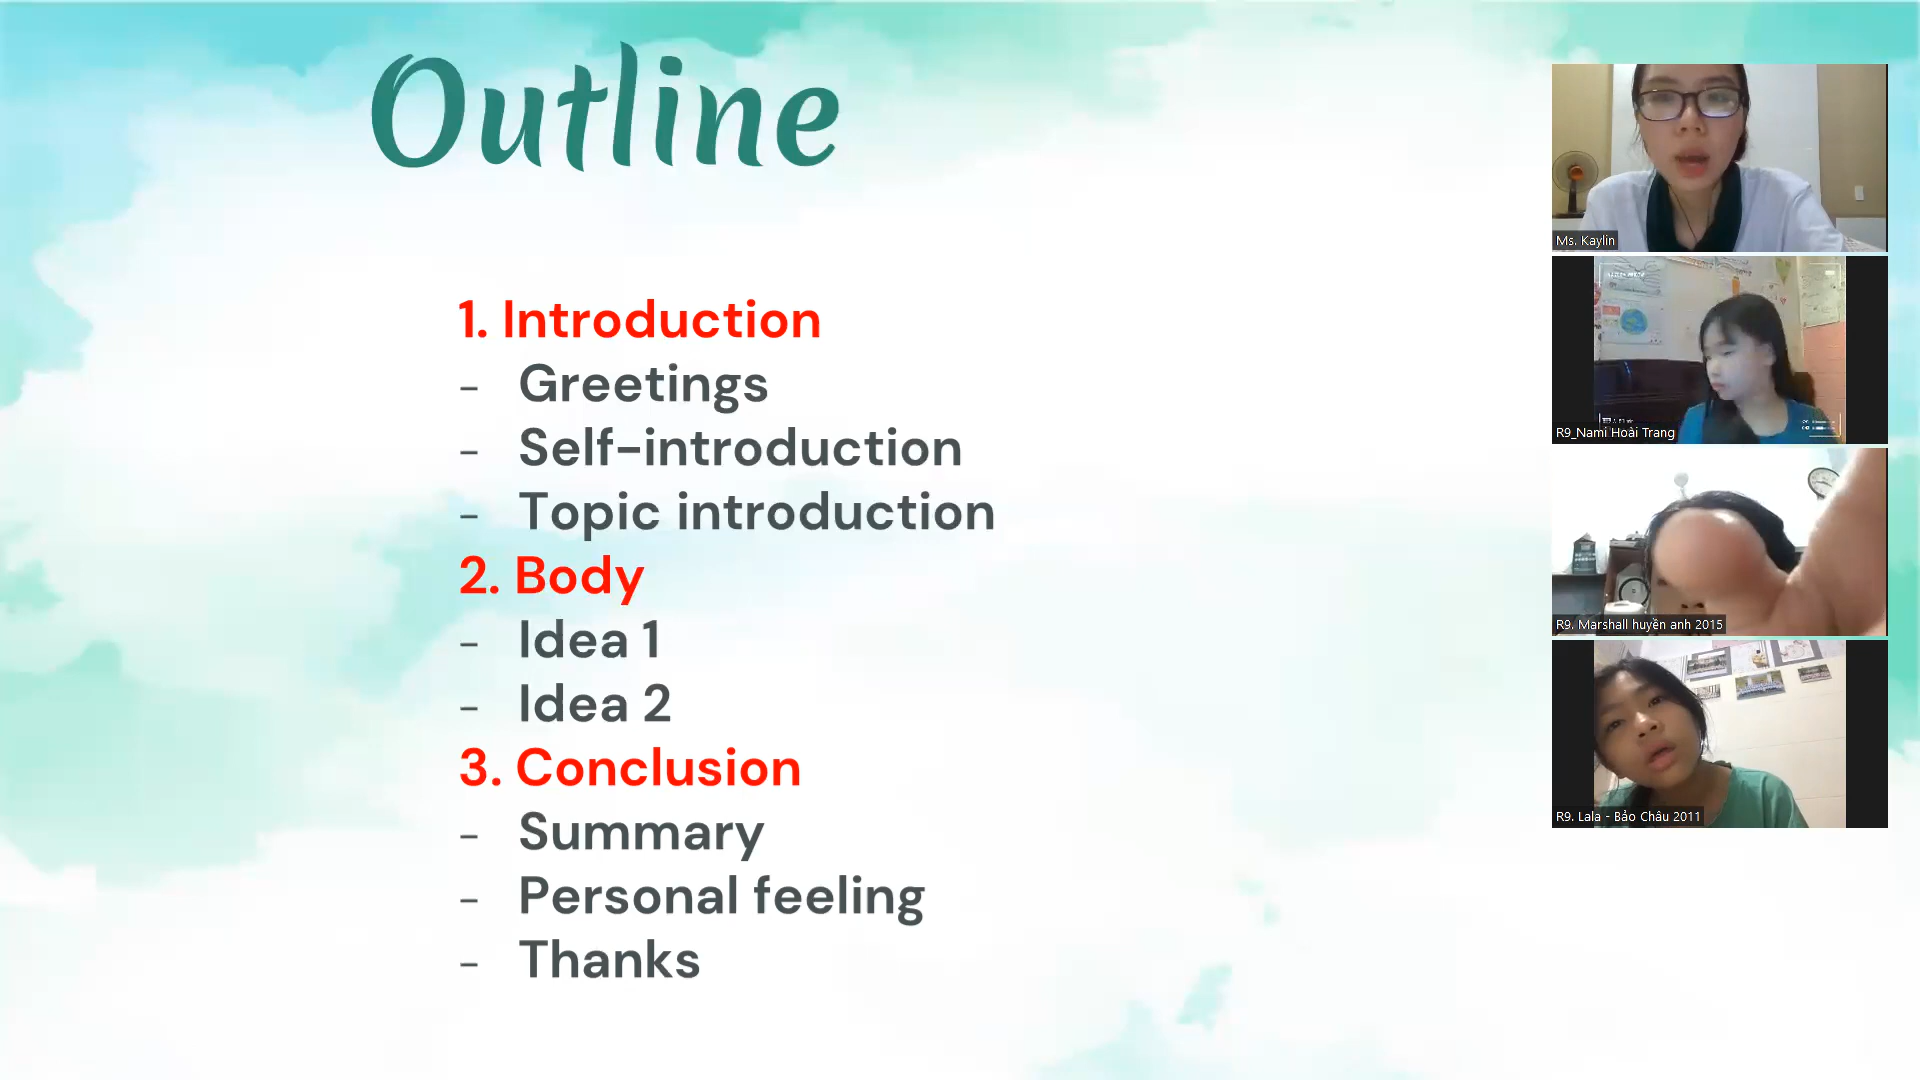 Outline
1. Introduction
- Greetings
- Self-introduction
- Topic introduction
2. Body
- Idea 1
- Idea 2
3. Conclusion
- Summary
- Personal feeling
- Thanks
Ms. Kaylin
R9_Nami Hoài Trang
R9. Marshall huyền anh 2015
R9. Lala - Bảo Châu 2011